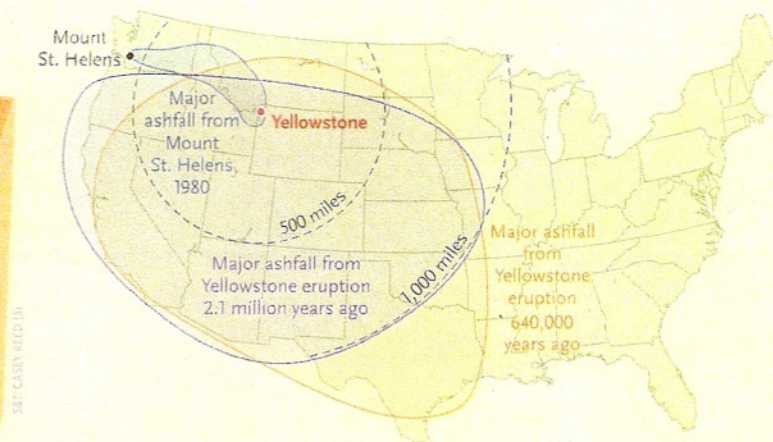 Mount
St. Helens
Major
ashfall from
Mount
St. Helens,
1980
Yellowstone
500 miles
1,000 miles
Major ashfall from
Yellowstone eruption
2.1 million years ago
Major ashfall
from
Yellowstone
eruption
640,000
years ago
S&T: CASEY REED (3)